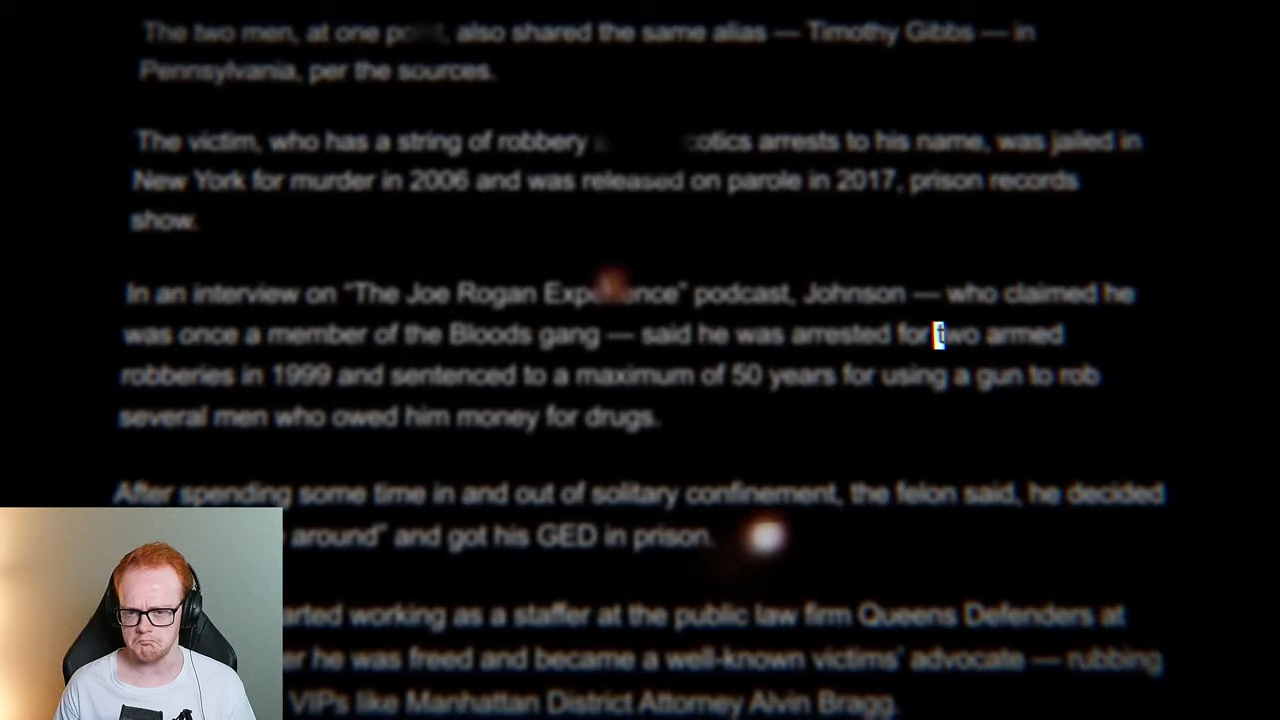 The two men, at one point, also shared the same alias — Timothy Gibbs — in
Pennsylvania, per the sources.
The victim, who has a string of robbery cotics arrests to his name, was jailed in
New York for murder in 2006 and was released on parole in 2017, prison records
show.
In an interview on “The Joe Rogan Experience” podcast, Johnson — who claimed he
was once a member of the Bloods gang — said he was arrested for two armed
robberies in 1999 and sentenced to a maximum of 50 years for using a gun to rob
several men who owed him money for drugs.
After spending some time in and out of solitary confinement, the felon said, he decided
around” and got his GED in prison.
arted working as a staffer at the public law firm Queens Defenders at
er he was freed and became a well-known victims’ advocate — rubbing
VIPs like Manhattan District Attorney Alvin Bragg.